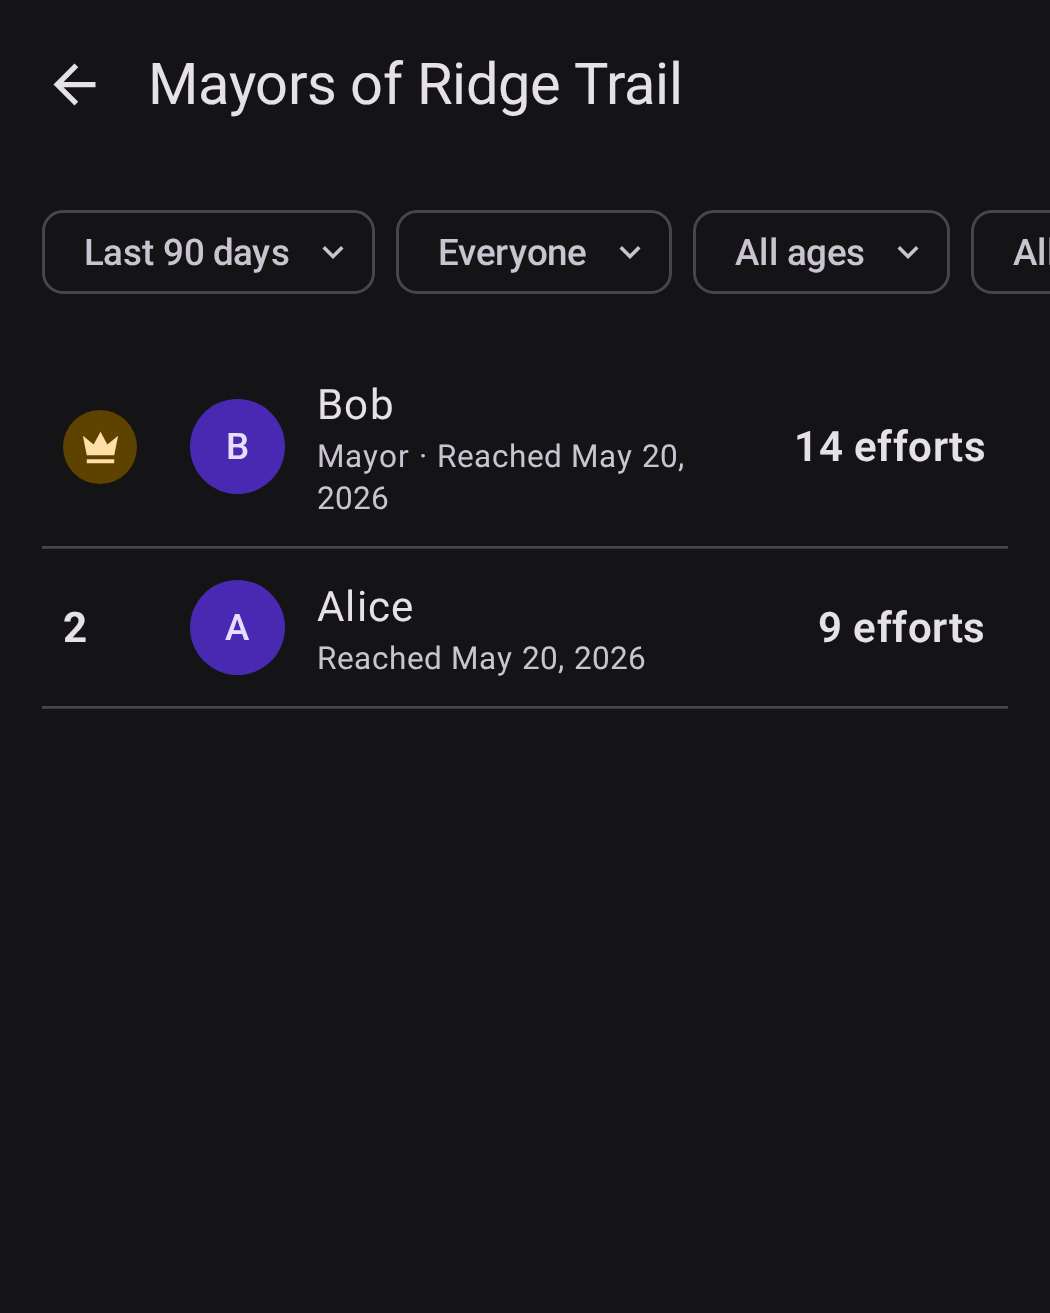 Mayors of Ridge Trail
Last 90 days
Everyone
All ages
B
Bob
Mayor · Reached May 20,
2026
14 efforts
2
A
Alice
Reached May 20, 2026
9 efforts